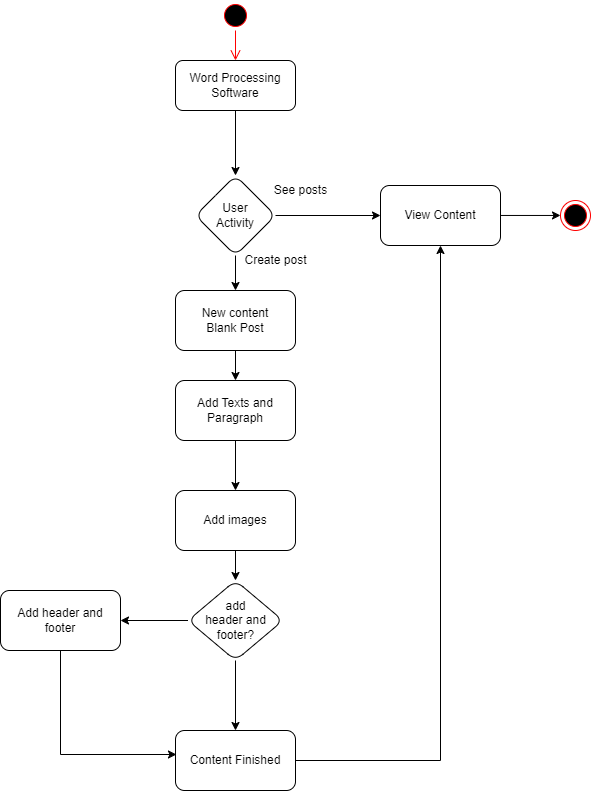 Word Processing
Software
See posts
User
Activity
View Content
Create post
New content
Blank Post
Add Texts and
Paragraph
Add images
add
header and
footer?
Add header and
footer
Content Finished